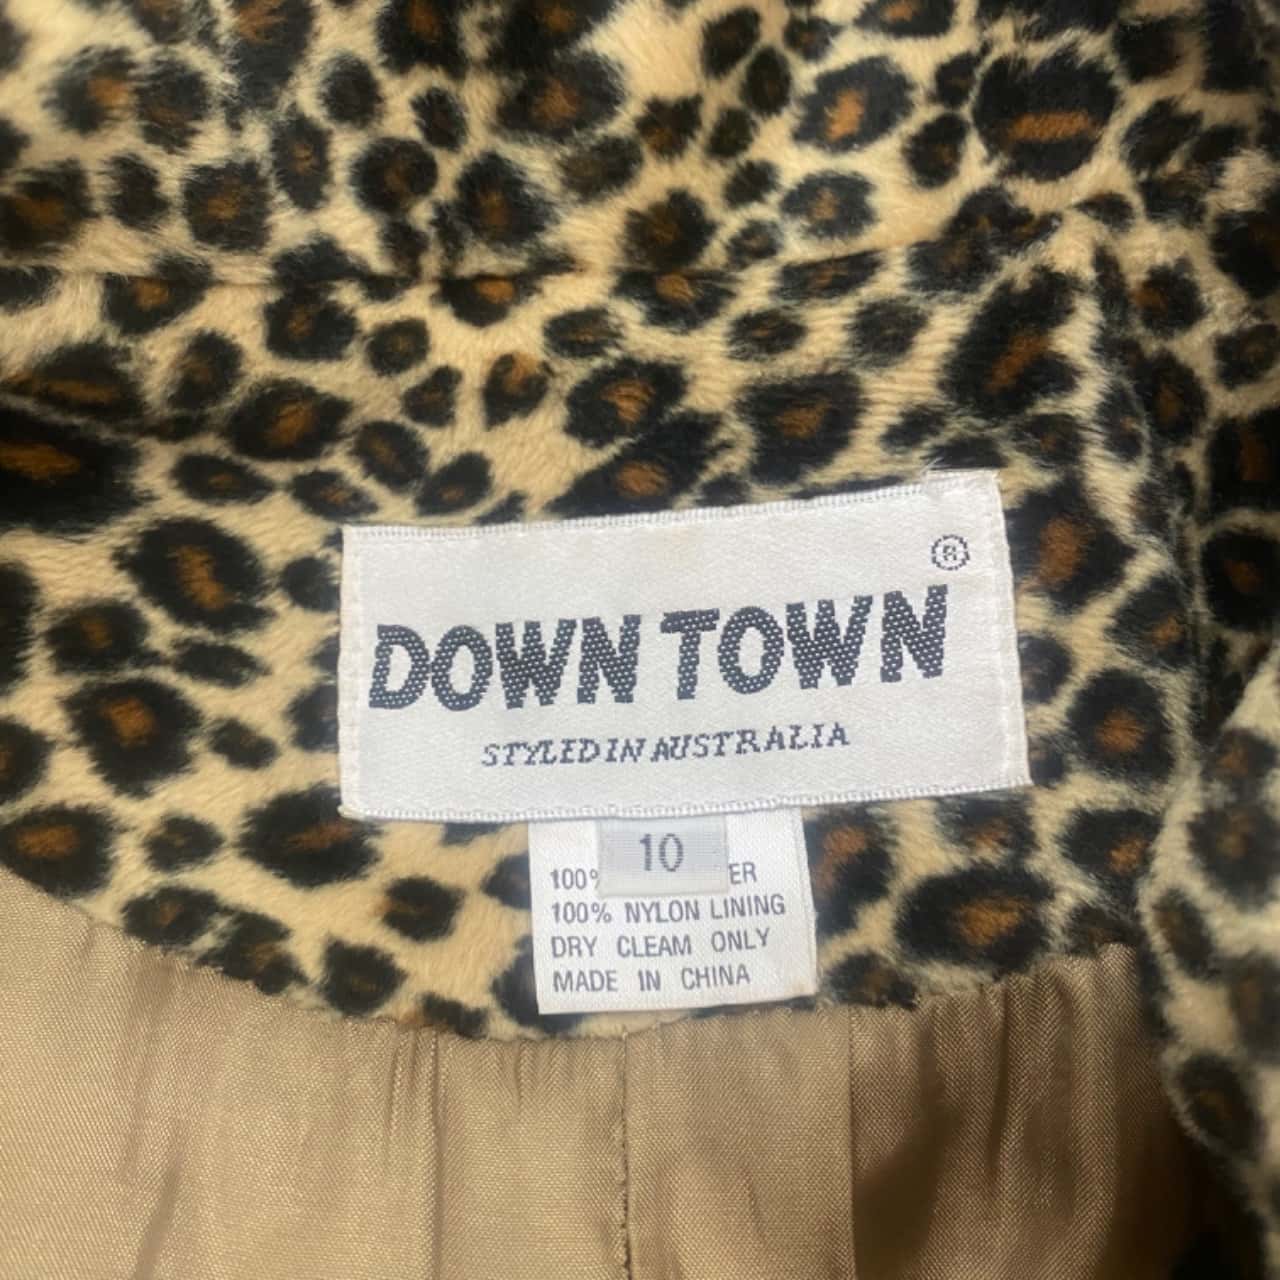 ®
DOWN TOWN
STYLED IN AUSTRALIA
10
100% ER
100% NYLON LINING
DRY CLEAM ONLY
MADE IN CHINA